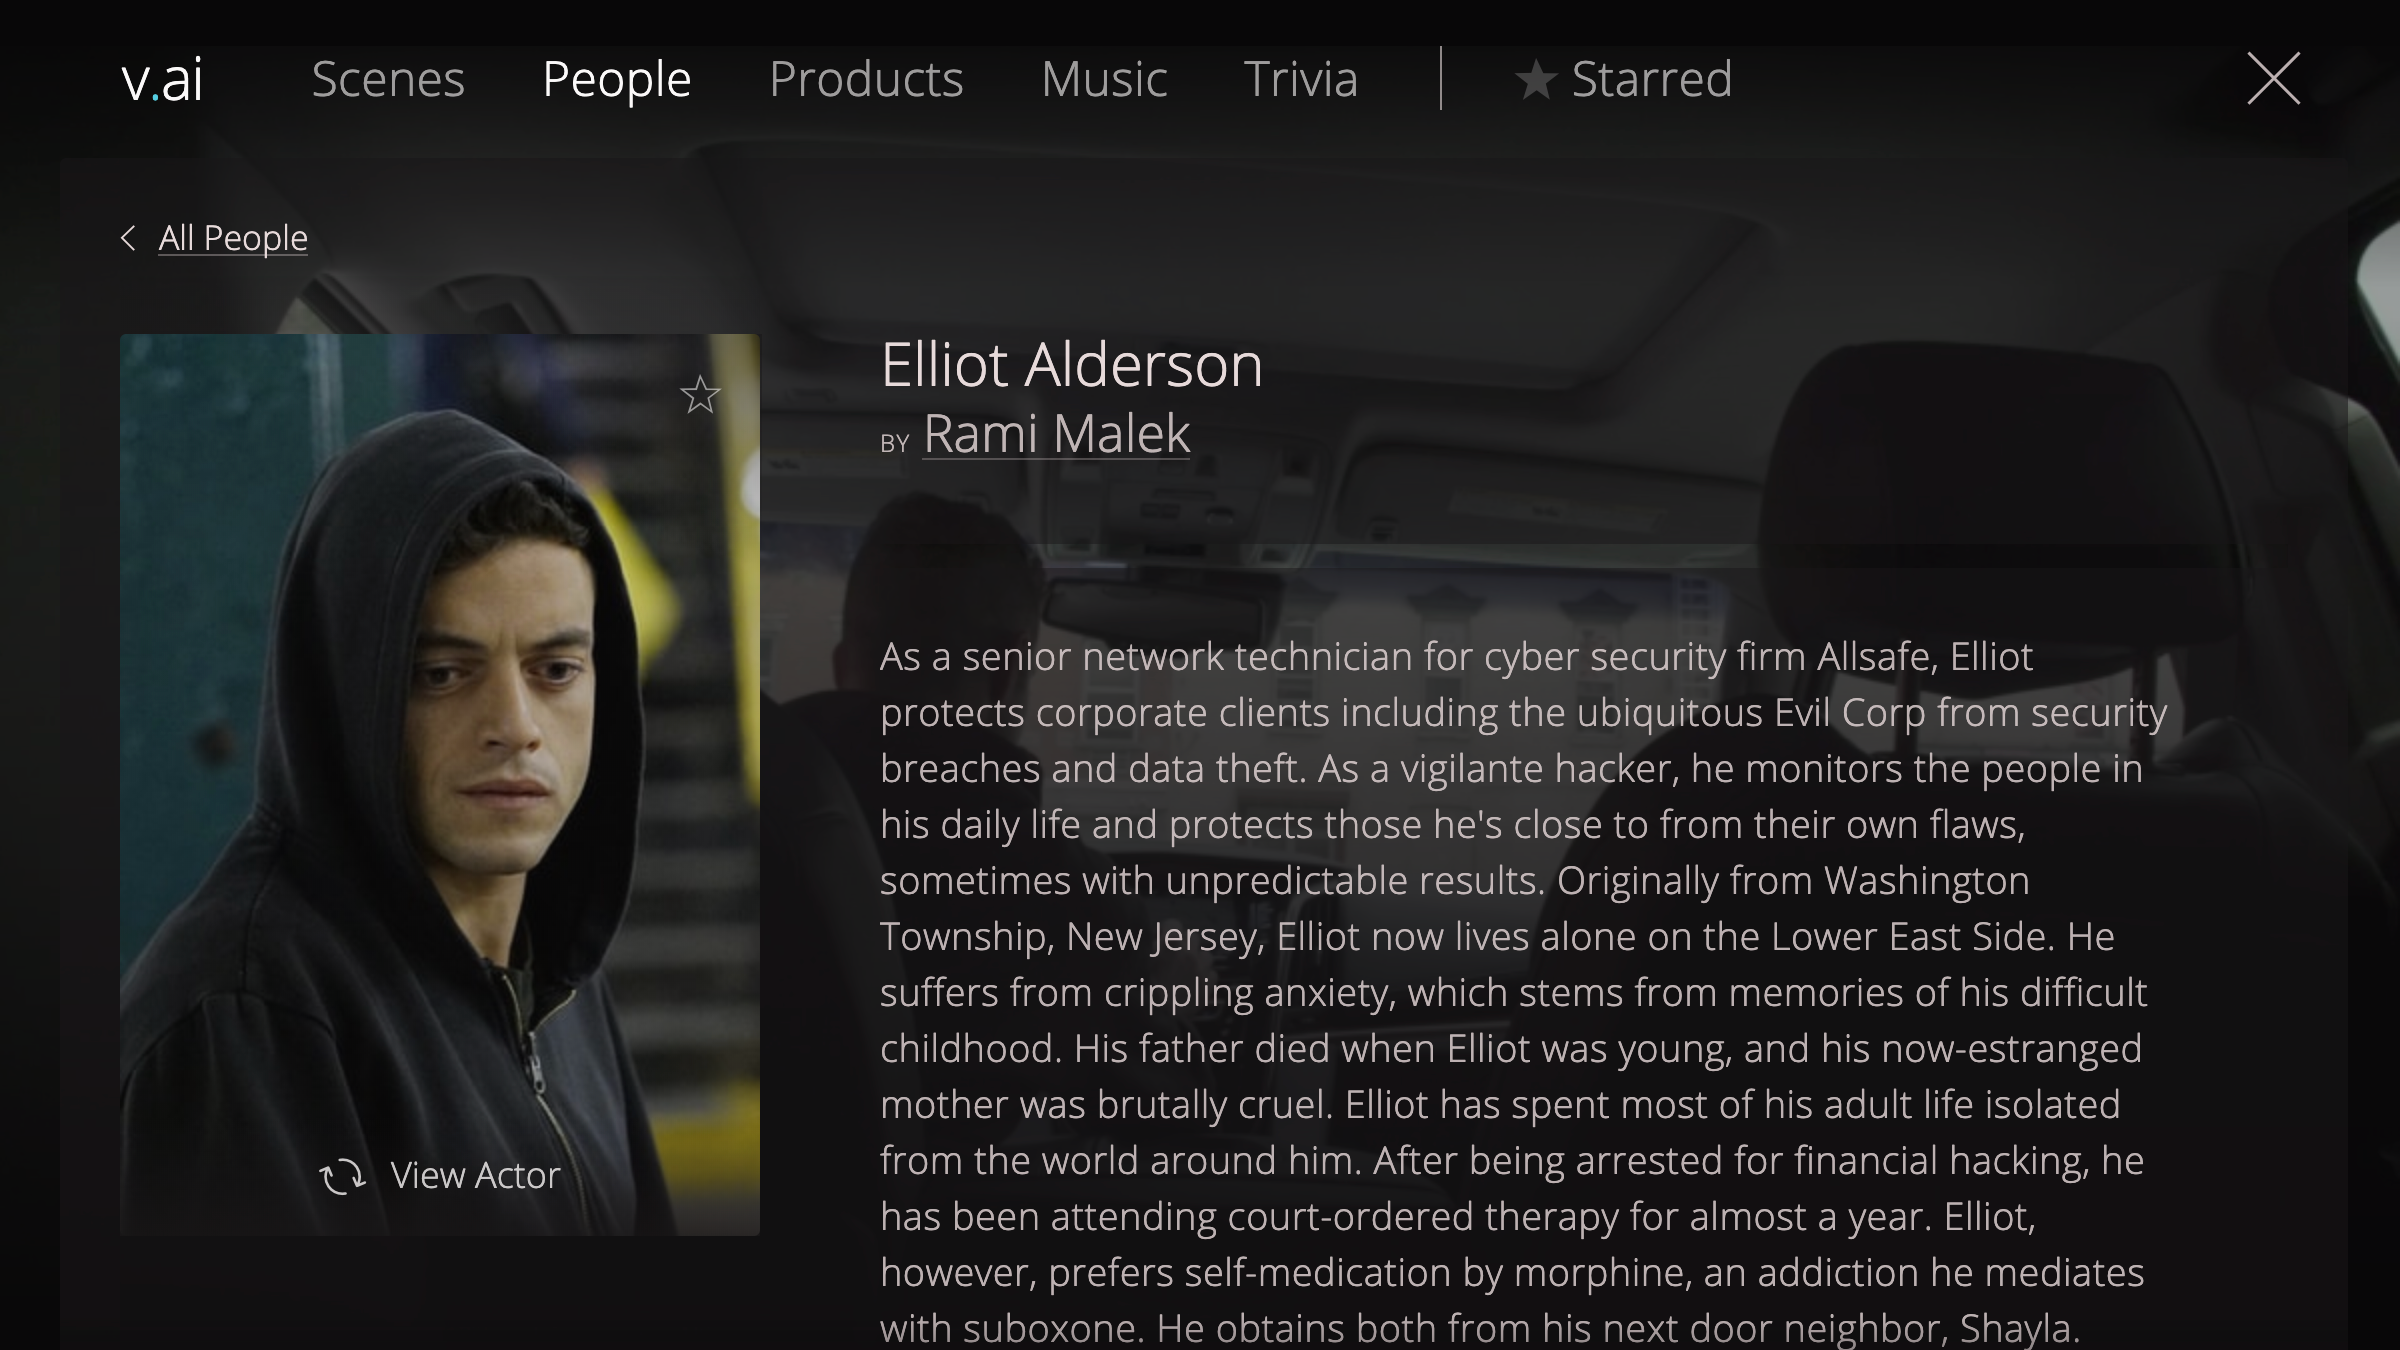 v.ai Scenes People Products Music Trivia Starred
All People
Elliot Alderson
BY Rami Malek
As a senior network technician for cyber security firm Allsafe, Elliot
protects corporate clients including the ubiquitous Evil Corp from security
breaches and data theft. As a vigilante hacker, he monitors the people in
his daily life and protects those he's close to from their own flaws,
sometimes with unpredictable results. Originally from Washington
Township, New Jersey, Elliot now lives alone on the Lower East Side. He
suffers from crippling anxiety, which stems from memories of his difficult
childhood. His father died when Elliot was young, and his now-estranged
mother was brutally cruel. Elliot has spent most of his adult life isolated
from the world around him. After being arrested for financial hacking, he
has been attending court-ordered therapy for almost a year. Elliot,
however, prefers self-medication by morphine, an addiction he mediates
with suboxone. He obtains both from his next door neighbor, Shayla.
View Actor